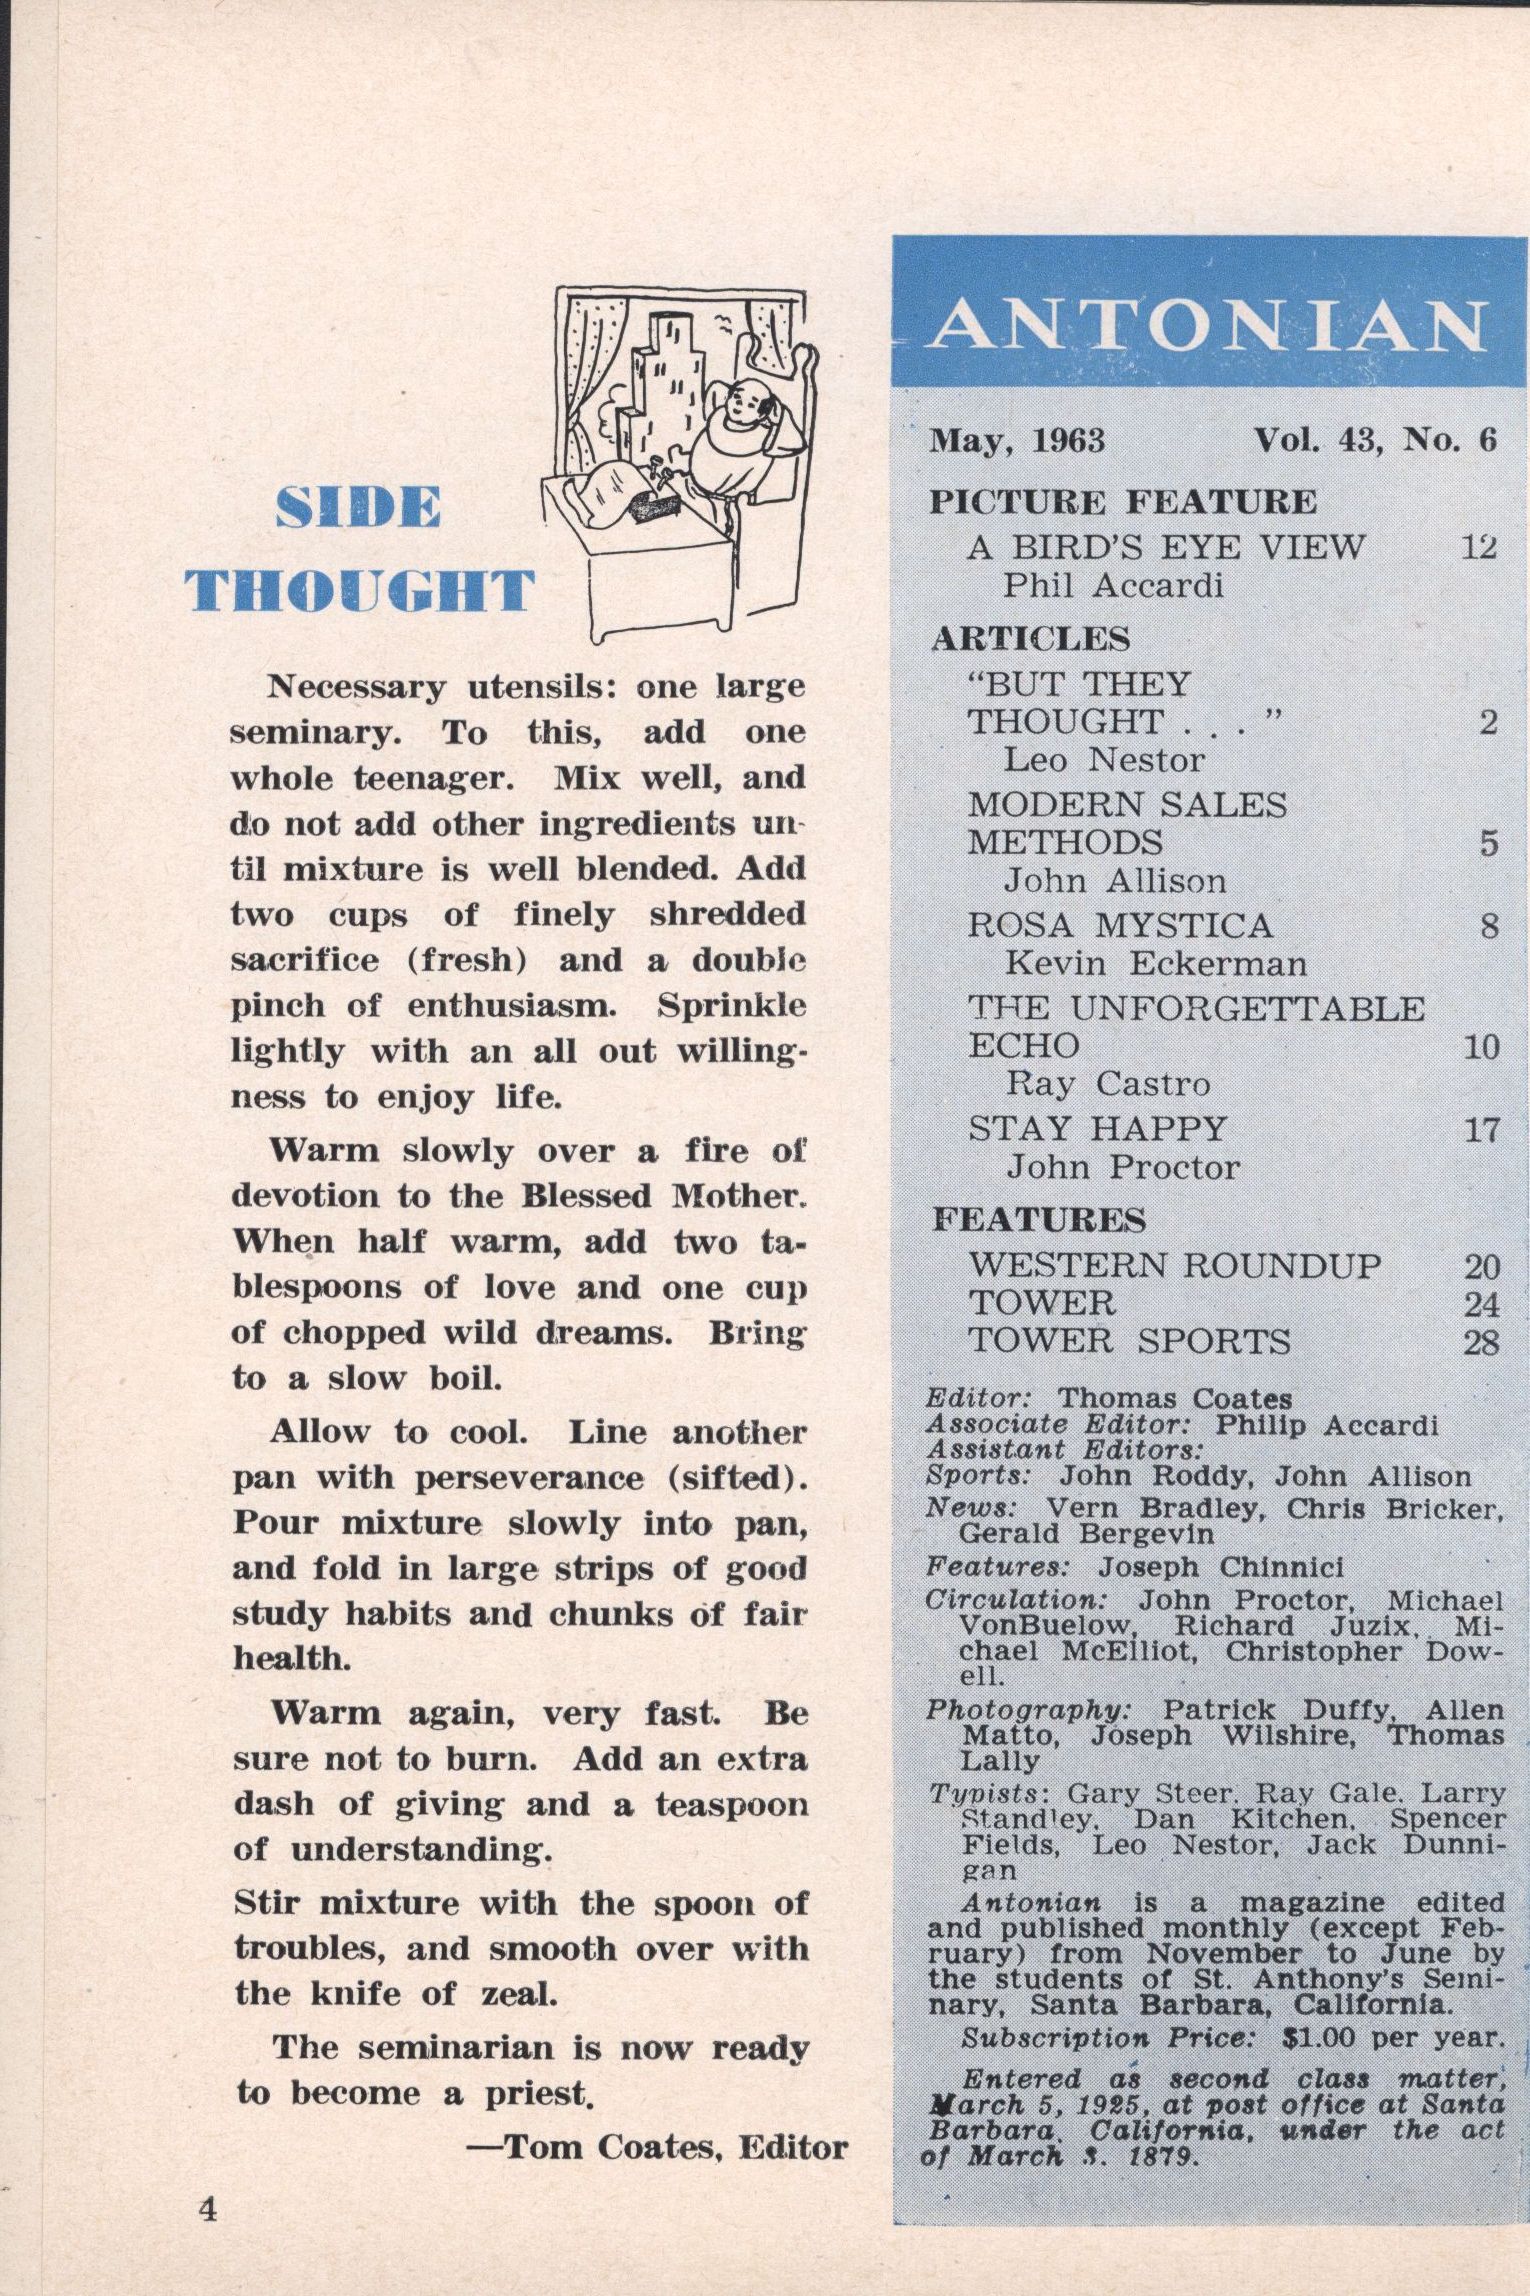 SIDE
THOUGHT
Necessary utensils: one large
seminary. To this, add one
whole teenager. Mix well, and
do not add other ingredients un-
til mixture is well blended. Add
two cups of finely shredded
sacrifice (fresh) and a double
pinch of enthusiasm. Sprinkle
lightly with an all out willing-
ness to enjoy life.
Warm slowly over a fire of
devotion to the Blessed Mother.
When half warm, add two ta-
blespoons of love and one cup
of chopped wild dreams. Bring
to a slow boil.
Allow to cool. Line another
pan with perseverance (sifted).
Pour mixture slowly into pan,
and fold in large strips of good
study habits and chunks of fair
health.
Warm again, very fast. Be
sure not to burn. Add an extra
dash of giving and a teaspoon
of understanding.
Stir mixture with the spoon of
troubles, and smooth over with
the knife of zeal.
The seminarian is now ready
to become a priest.
—Tom Coates, Editor
4
ANTONIAN
May, 1963 Vol. 43, No. 6
PICTURE FEATURE
A BIRD'S EYE VIEW 12
Phil Accardi
ARTICLES
"BUT THEY
THOUGHT . . . " 2
Leo Nestor
MODERN SALES
METHODS 5
John Allison
ROSA MYSTICA 8
Kevin Eckerman
THE UNFORGETTABLE
ECHO 10
Ray Castro
STAY HAPPY 17
John Proctor
FEATURES
WESTERN ROUNDUP 20
TOWER 24
TOWER SPORTS 28
Editor: Thomas Coates
Associate Editor: Philip Accardi
Assistant Editors:
Sports: John Roddy, John Allison
News: Vern Bradley, Chris Bricker,
Gerald Bergevin
Features: Joseph Chinnici
Circulation: John Proctor, Michael
VonBuelow, Richard Juzix, Mi-
chael McElliot, Christopher Dow-
ell.
Photography: Patrick Duffy, Allen
Matto, Joseph Wilshire, Thomas
Lally
Typists: Gary Steer, Ray Gale, Larry
Standley, Dan Kitchen, Spencer
Fields, Leo Nestor, Jack Dunni-
gan
Antonian is a magazine edited
and published monthly (except Feb-
ruary) from November to June by
the students of St. Anthony's Semi-
nary, Santa Barbara, California.
Subscription Price: $1.00 per year.
Entered as second class matter,
March 5, 1925, at post office at Santa
Barbara, California, under the act
of March 3, 1879.